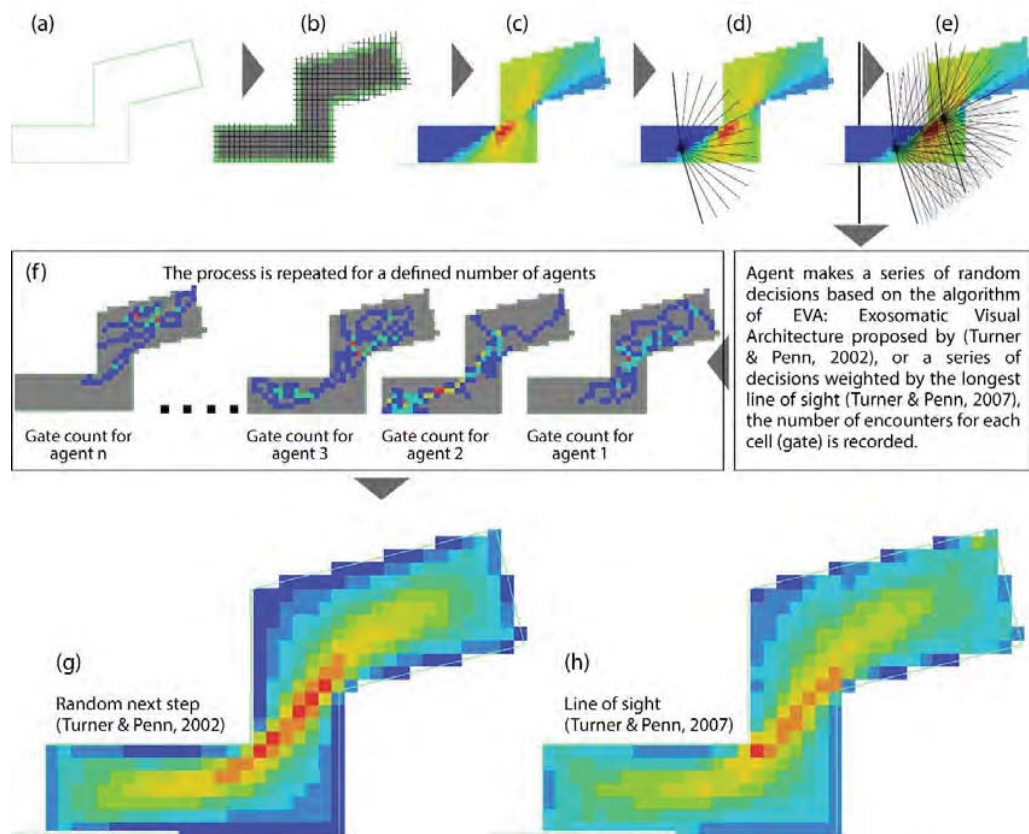 (a)
(b)
(c)
(d)
(e)
(f)
The process is repeated for a defined number of agents
Gate count for
agent n
Gate count for
agent 3
Gate count for
agent 2
Gate count for
agent 1
Agent makes a series of random
decisions based on the algorithm
of EVA: Exosomatic Visual
Architecture proposed by (Turner
& Penn, 2002), or a series of
decisions weighted by the longest
line of sight (Turner & Penn, 2007),
the number of encounters for each
cell (gate) is recorded.
(g)
Random next step
(Turner & Penn, 2002)
(h)
Line of sight
(Turner & Penn, 2007)